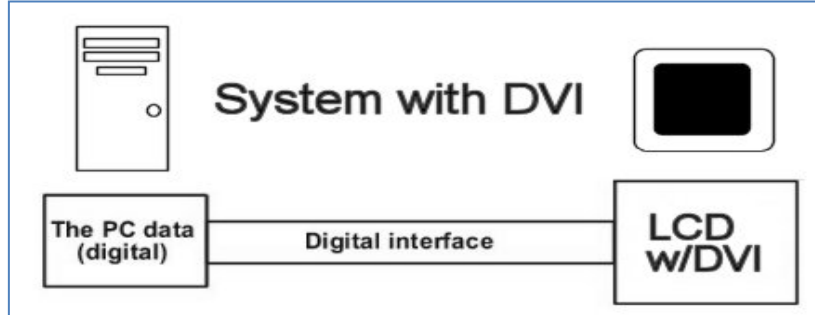 System with DVI
The PC data
(digital)
Digital interface
LCD
w/DVI